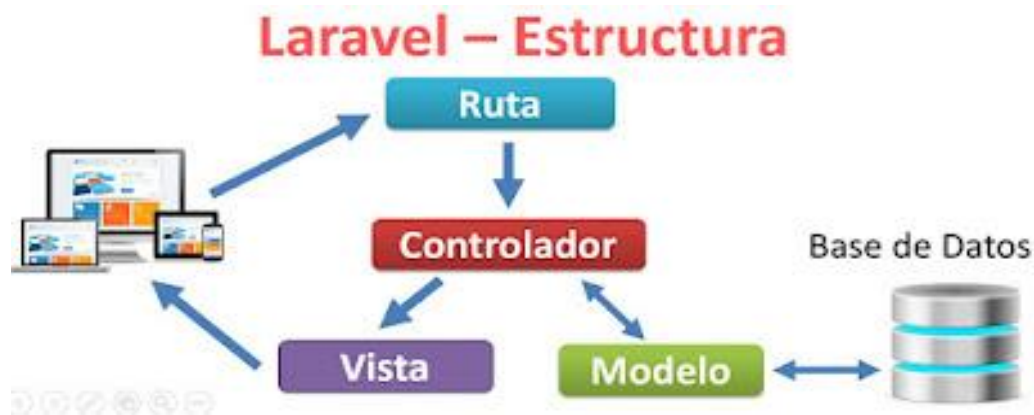 Laravel – Estructura
Ruta
Controlador
Base de Datos
Vista
Modelo